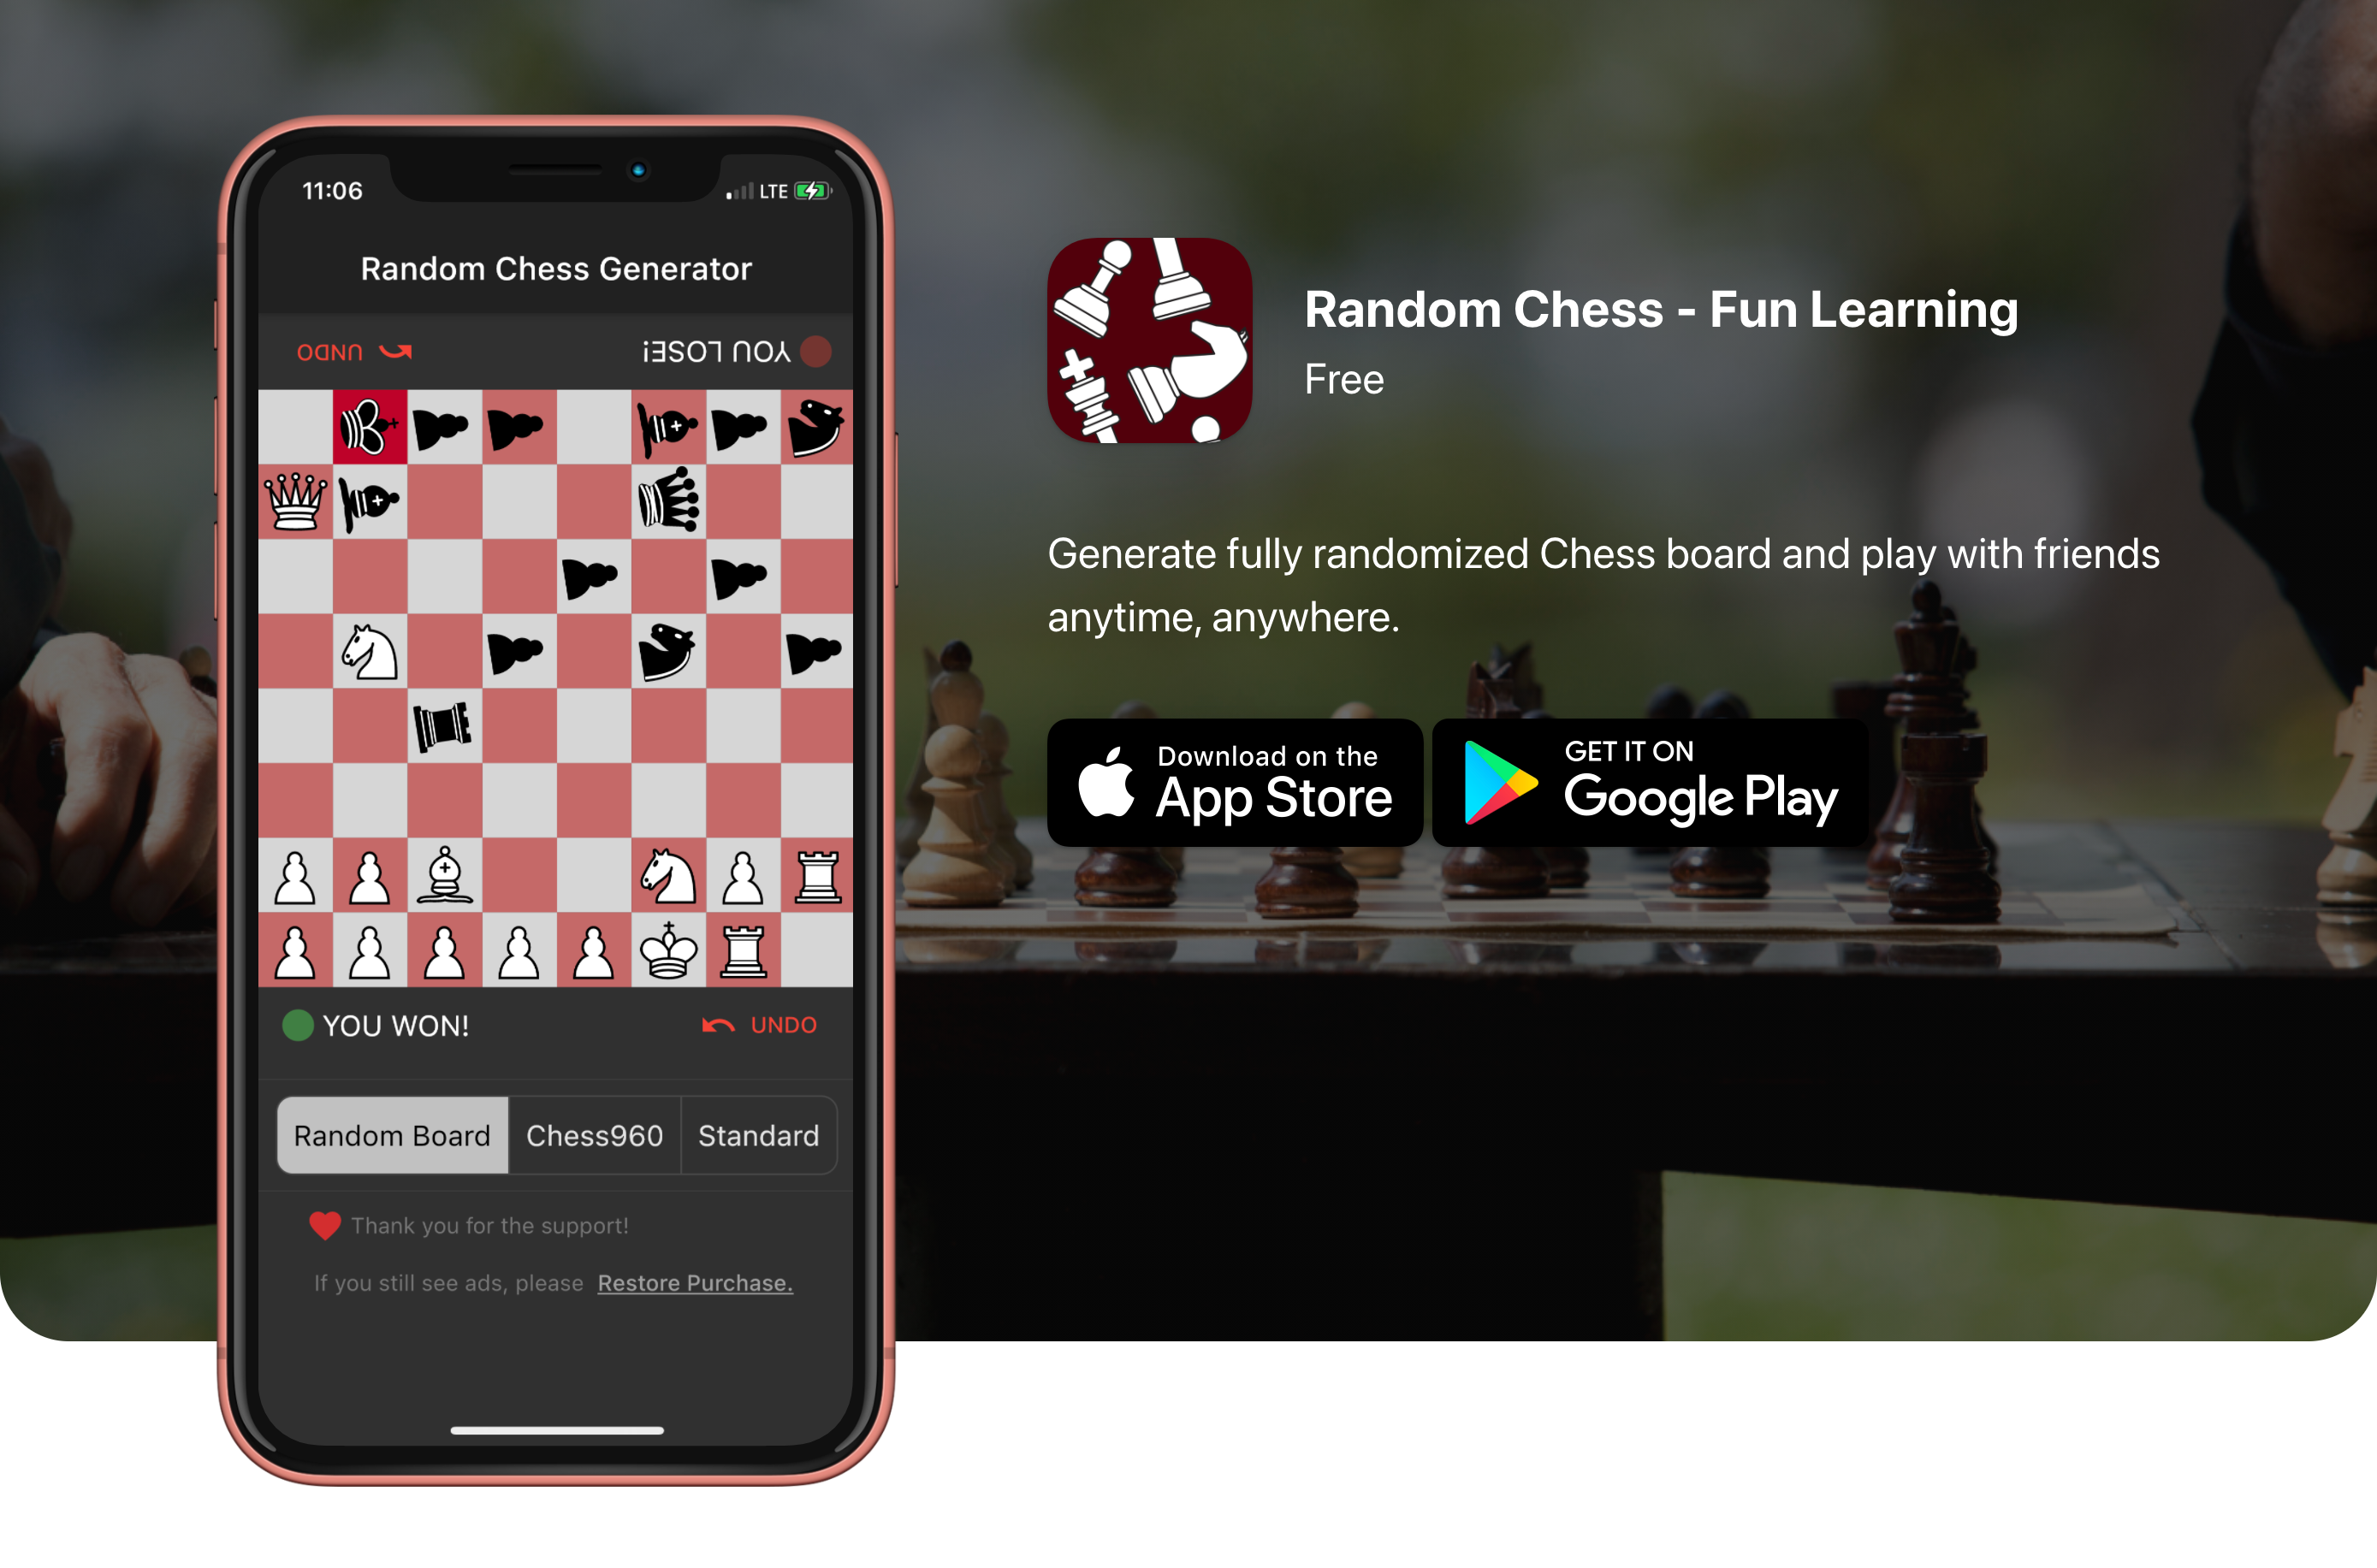 11:06
LTE
Random Chess Generator
YOU LOSE!
UNDO
YOU WON!
UNDO
Random Board
Chess960
Standard
Thank you for the support!
If you still see ads, please Restore Purchase.
Random Chess - Fun Learning
Free
Generate fully randomized Chess board and play with friends
anytime, anywhere.
Download on the
App Store
GET IT ON
Google Play